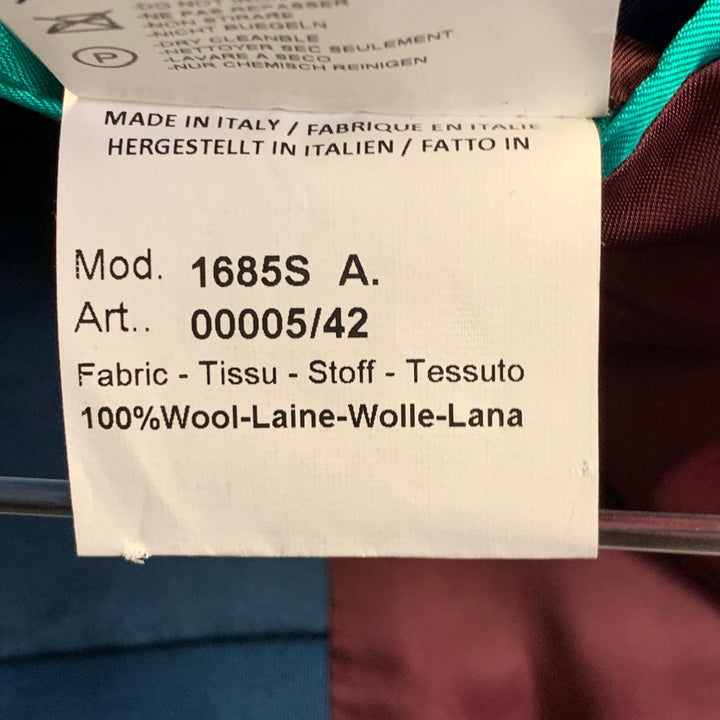 -NE PAS REPASSER
-NON STIRARE
-NICHT BUEGELN
-DRY CLEANBLE
-NETTOYER SEC SEULEMENT
-LAVARE A SECO
-NUR CHEMISCH REINIGEN
P
MADE IN ITALY / FABRIQUE EN ITALIE
HERGESTELLT IN ITALIEN / FATTO IN
Mod. 1685S A.
Art.. 00005/42
Fabric - Tissu - Stoff - Tessuto
100%Wool-Laine-Wolle-Lana